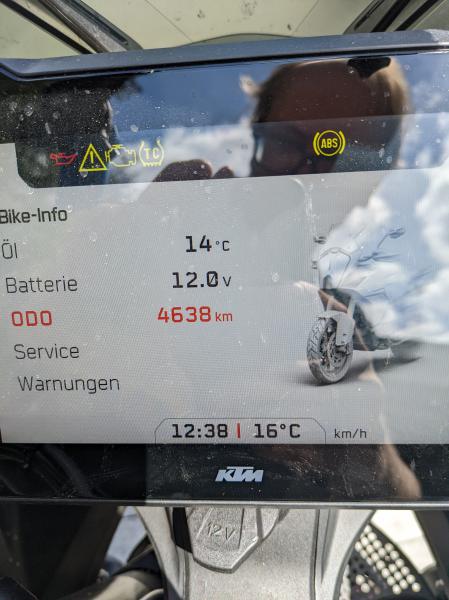 TC
ABS
Bike-Info
Öl 14 °C
Batterie 12.0 V
ODO 4638 km
Service
Warnungen
12:38 | 16°C km/h
KTM
12V